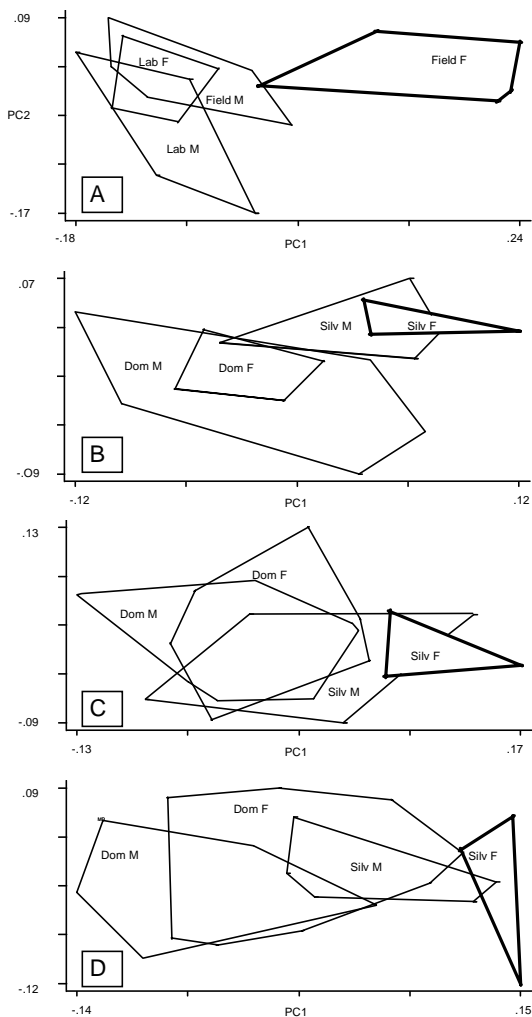 .09
Lab F
Field F
Field M
PC2
Lab M
A
-.17
-.18 PC1 .24
.07
Silv M Silv F
Dom M Dom F
B
-.O9
-.12 PC1 .12
.13
Dom F
Dom M
Silv F
Silv M
C
-.09
-.13 PC1 .17
.09
Dom F
Dom M Silv F
Silv M
D
-.12
-.14 PC1 .15